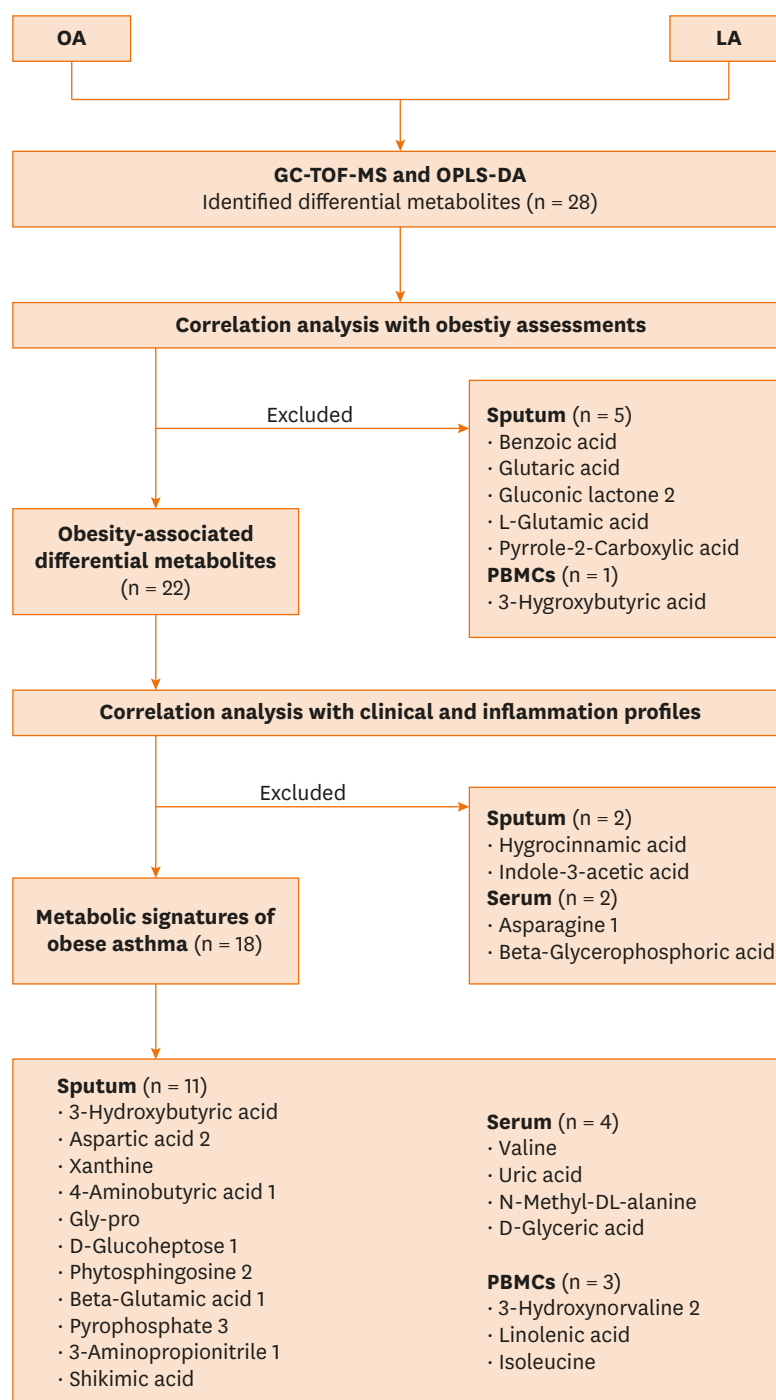 OA
LA
GC-TOF-MS and OPLS-DA
Identified differential metabolites (n = 28)
Correlation analysis with obestiy assessments
Excluded
Sputum (n = 5)
· Benzoic acid
· Glutaric acid
· Gluconic lactone 2
· L-Glutamic acid
· Pyrrole-2-Carboxylic acid
PBMCs (n = 1)
· 3-Hygroxybutyric acid
Obesity-associated
differential metabolites
(n = 22)
Correlation analysis with clinical and inflammation profiles
Excluded
Sputum (n = 2)
· Hygrocinnamic acid
· Indole-3-acetic acid
Serum (n = 2)
· Asparagine 1
· Beta-Glycerophosphoric acid
Metabolic signatures of
obese asthma (n = 18)
Sputum (n = 11)
· 3-Hydroxybutyric acid
· Aspartic acid 2
· Xanthine
· 4-Aminobutyric acid 1
· Gly-pro
· D-Glucoheptose 1
· Phytosphingosine 2
· Beta-Glutamic acid 1
· Pyrophosphate 3
· 3-Aminopropionitrile 1
· Shikimic acid
Serum (n = 4)
· Valine
· Uric acid
· N-Methyl-DL-alanine
· D-Glyceric acid
PBMCs (n = 3)
· 3-Hydroxynorvaline 2
· Linolenic acid
· Isoleucine